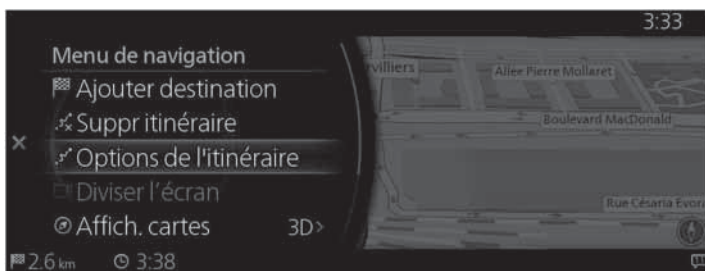 3:33
Menu de navigation
Ajouter destination
Suppr itinéraire
Options de l'itinéraire
Diviser l'écran
Affich. cartes 3D>
2.6 km 3:38
villiers
Allée Pierre Mollaret
Boulevard MacDonald
Rue Césaria Evora